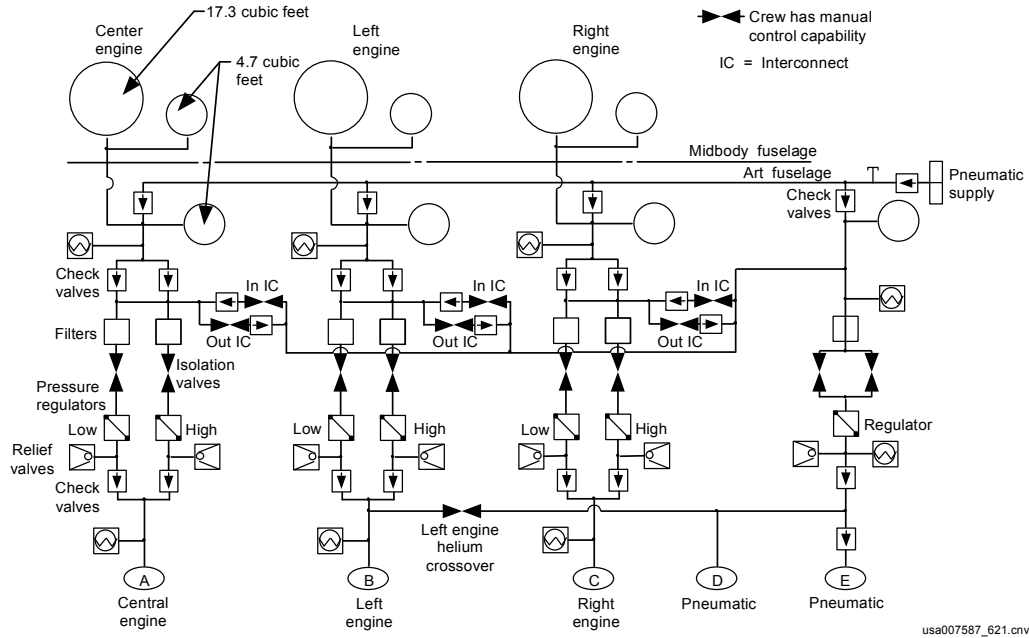 17.3 cubic feet
Center
engine
4.7 cubic
feet
Left
engine
Right
engine
Crew has manual
control capability
IC = Interconnect
Midbody fuselage
Art fuselage
Pneumatic
supply
Check
valves
Check
valves
In IC
Out IC
In IC
Out IC
In IC
Out IC
Filters
Isolation
valves
Pressure
regulators
Low
High
Low
High
Low
High
Regulator
Relief
valves
Check
valves
Left engine
helium
crossover
A
B
C
D
E
Central
engine
Left
engine
Right
engine
Pneumatic
Pneumatic
usa007587_621.cnv